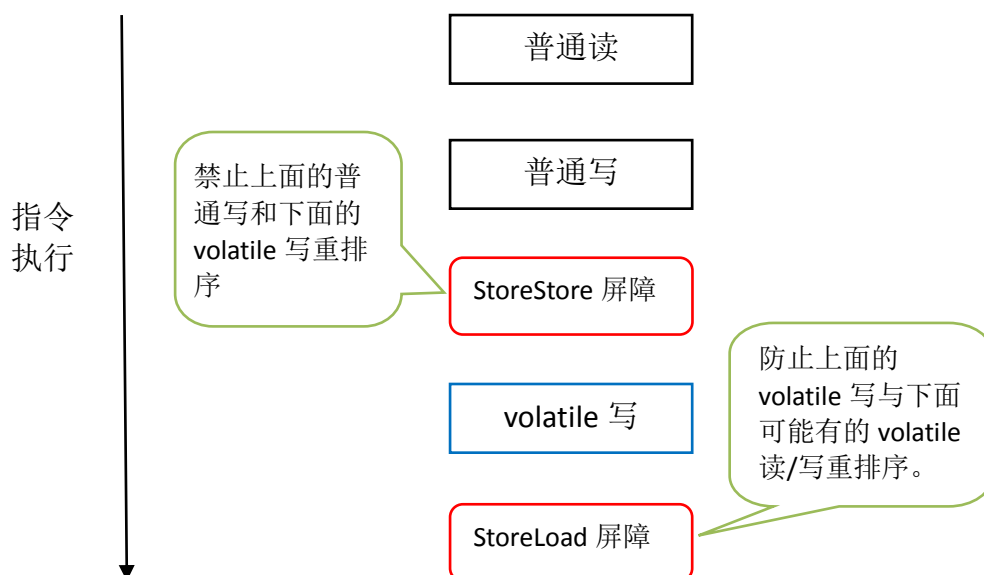 普通读
普通写
禁止上面的普
通写和下面的
volatile 写重排
序
指令
执行
StoreStore 屏障
防止上面的
volatile 写与下面
可能有的 volatile
读/写重排序。
volatile 写
StoreLoad 屏障